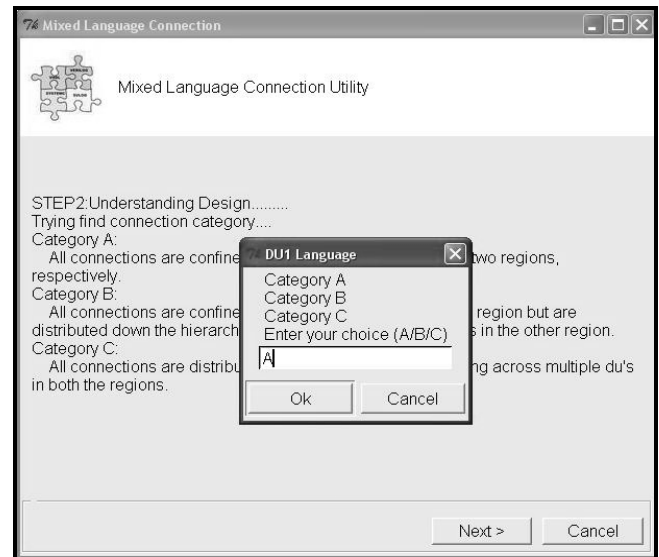 Mixed Language Connection
Mixed Language Connection Utility
STEP2:Understanding Design.........
Trying find connection category....
Category A:
All connections are confine two regions,
respectively.
Category B:
All connections are confine region but are
distributed down the hierarch s in the other region.
Category C:
All connections are distribu ng across multiple du's
in both the regions.
DU1 Language
Category A
Category B
Category C
Enter your choice (A/B/C)
A
Ok Cancel
Next > Cancel